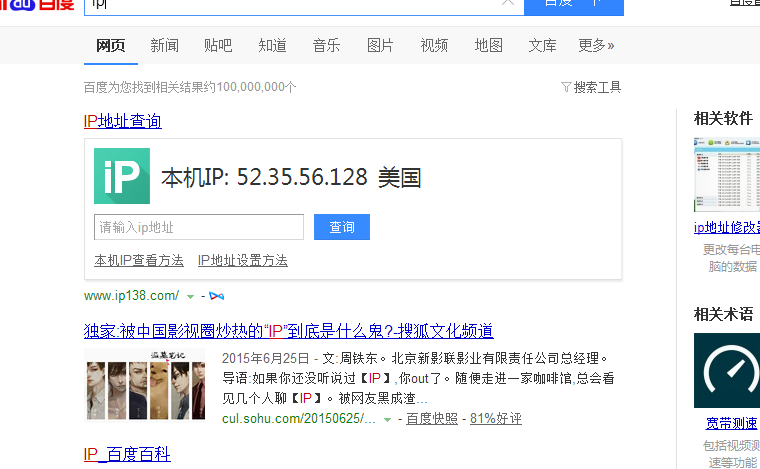 百度
ip
百度一下
网页 新闻 贴吧 知道 音乐 图片 视频 地图 文库 更多»
百度为您找到相关结果约100,000,000个 搜索工具
IP地址查询
iP 本机IP: 52.35.56.128 美国
请输入ip地址 查询
本机IP查看方法 IP地址设置方法
www.ip138.com/ -
独家:被中国影视圈炒热的“IP”到底是什么鬼?-搜狐文化频道
2015年6月25日 - 文:周铁东。北京新影联影业有限责任公司总经理。
导语:如果你还没听说过【IP】,你out了。随便走进一家咖啡馆,总会看
见几个人聊【IP】。被网友黑成渣...
cul.sohu.com/20150625/... - 百度快照 - 81%好评
IP_百度百科
相关软件
ip地址修改器
更改每台电
脑的数据
相关术语
宽带测速
包括视频测
速等功能